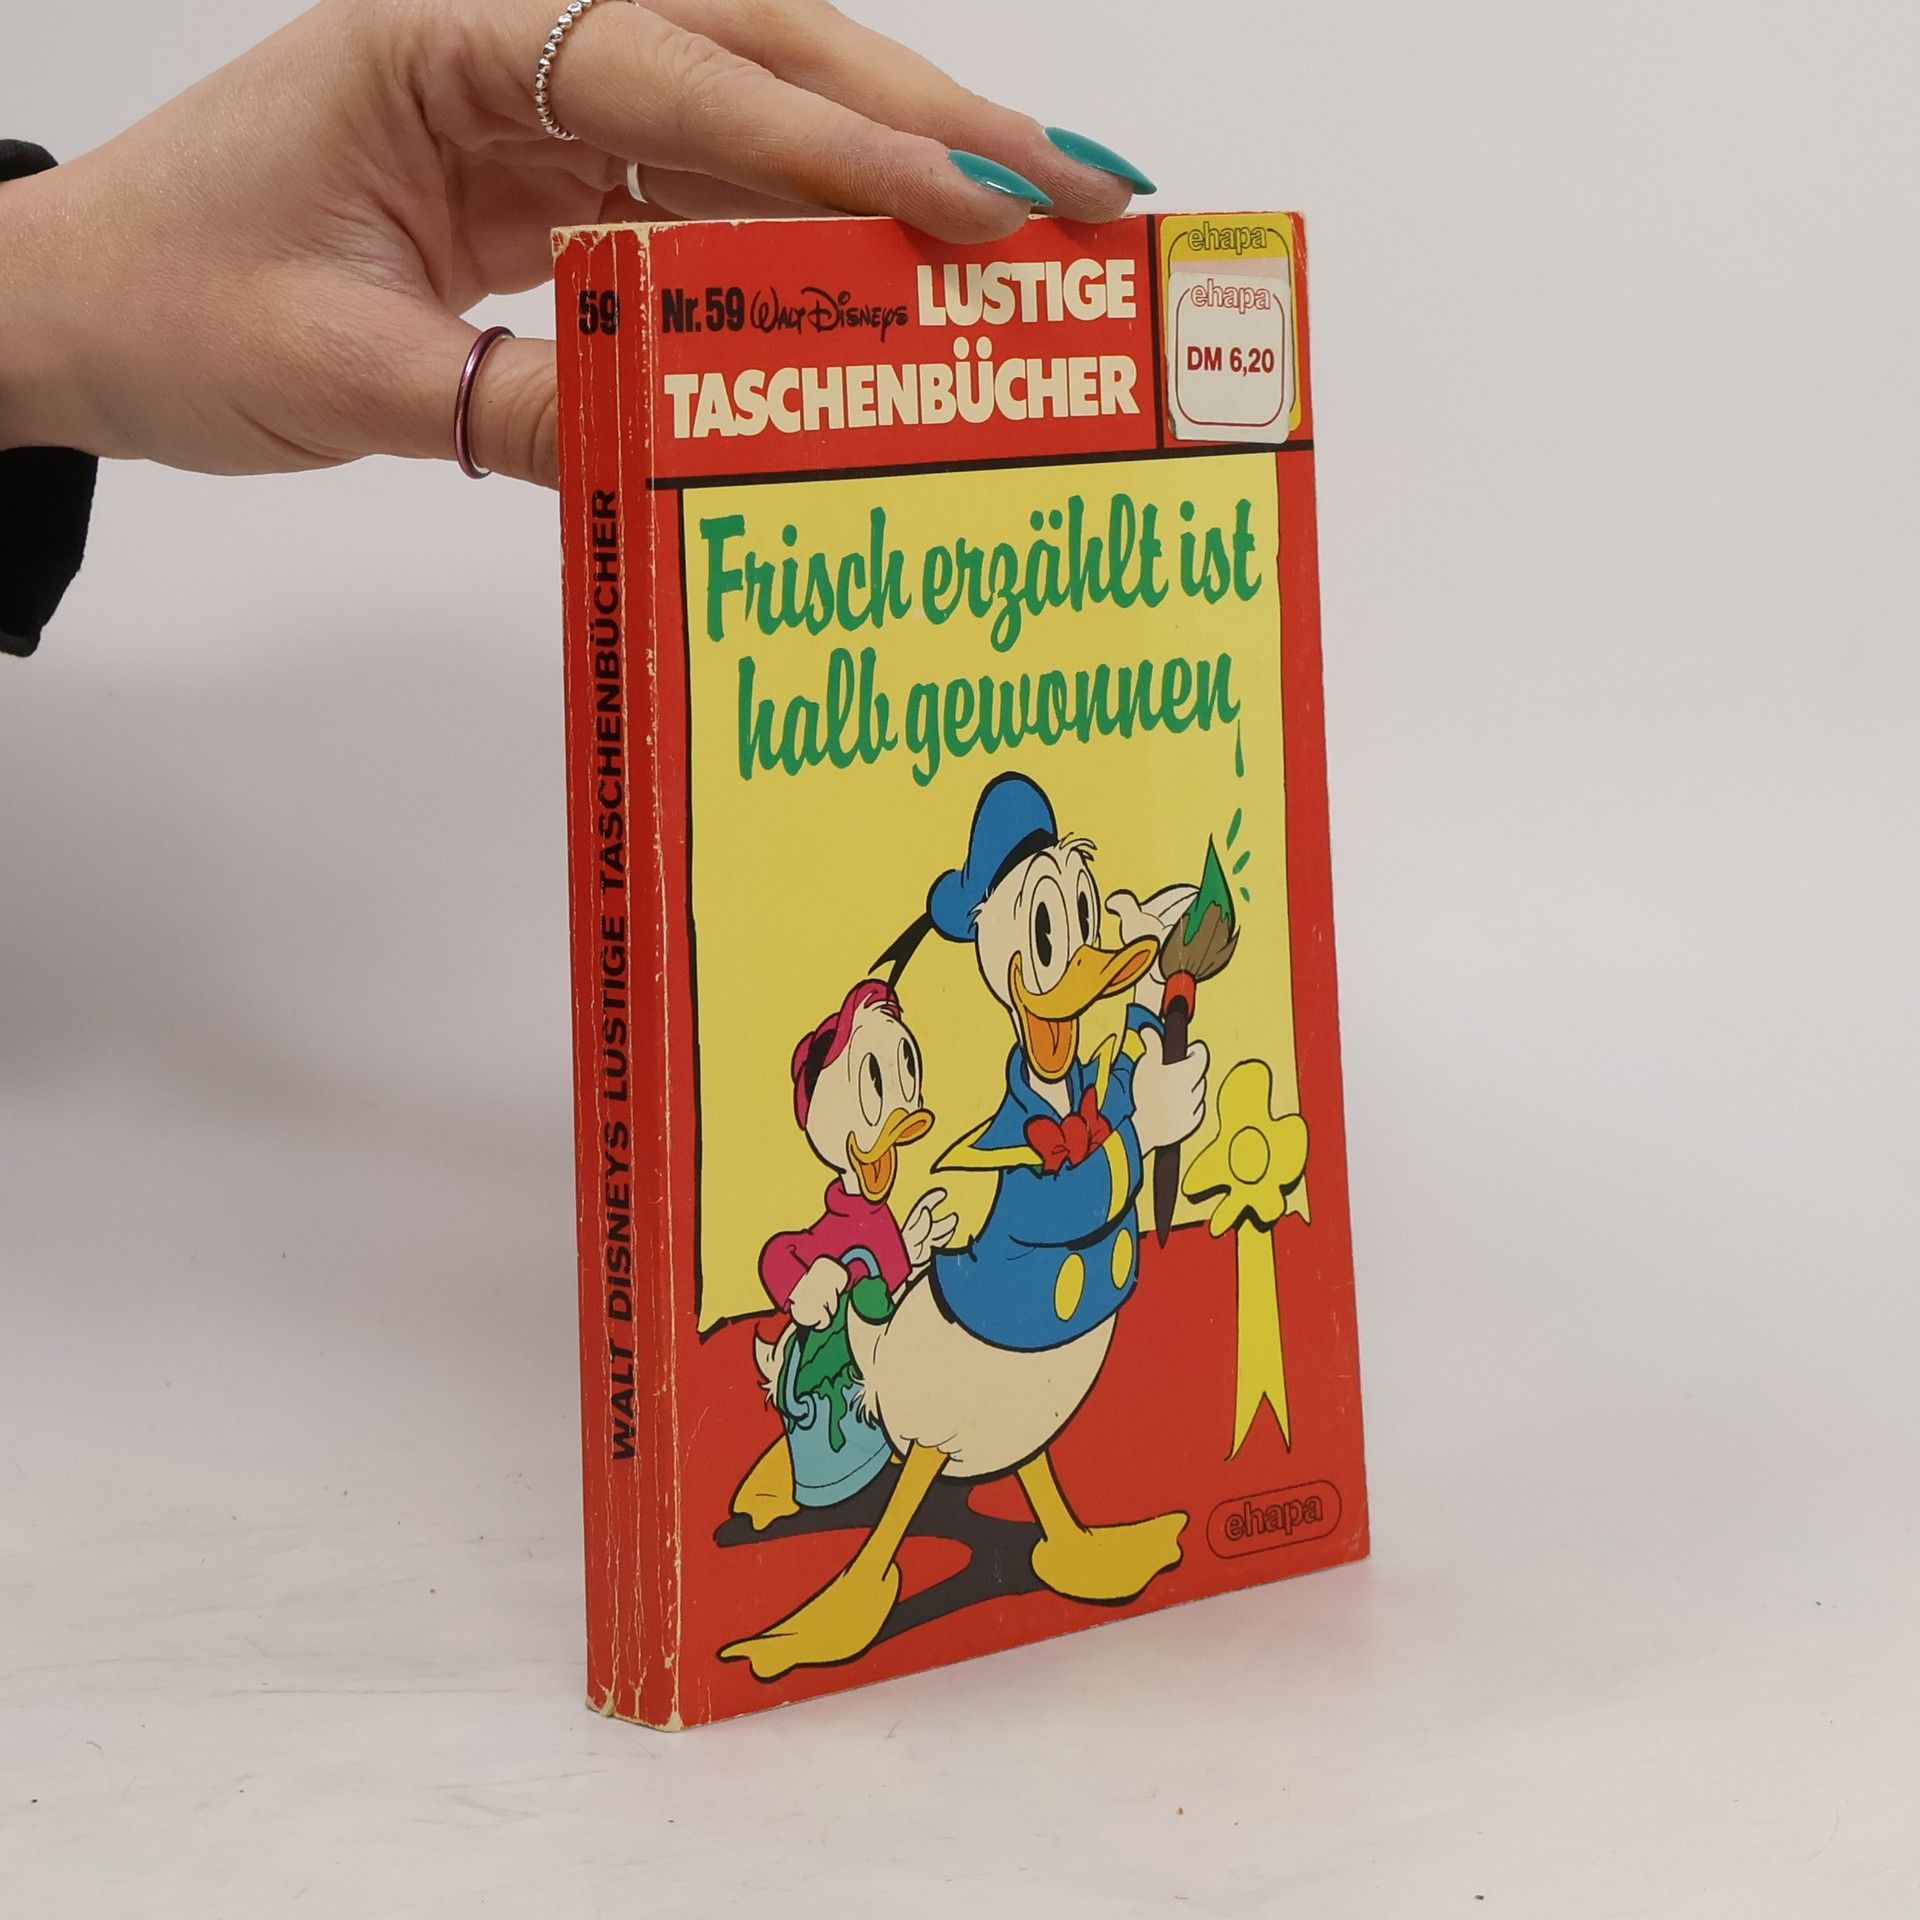 59
WALT DISNEYS LUSTIGE TASCHENBÜCHER
Nr. 59 WALT DISNEYS LUSTIGE
TASCHENBÜCHER
ehapa
ehapa
DM 6,20
Frisch erzählt ist
halb gewonnen
ehapa